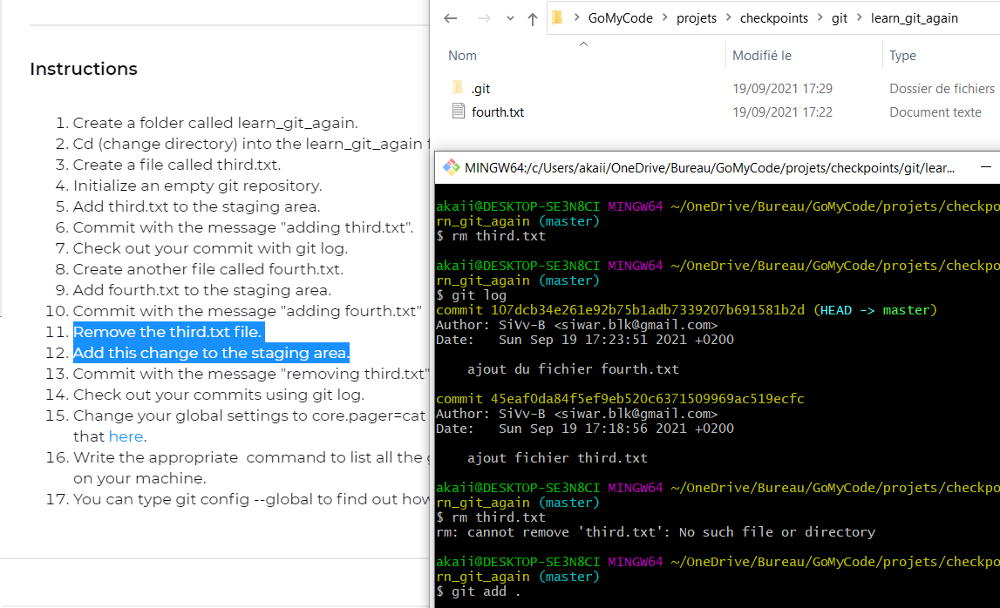 Instructions
1. Create a folder called learn_git_again.
2. Cd (change directory) into the learn_git_again
3. Create a file called third.txt.
4. Initialize an empty git repository.
5. Add third.txt to the staging area.
6. Commit with the message "adding third.txt".
7. Check out your commit with git log.
8. Create another file called fourth.txt.
9. Add fourth.txt to the staging area.
10. Commit with the message "adding fourth.txt"
11. Remove the third.txt file.
12. Add this change to the staging area.
13. Commit with the message "removing third.txt"
14. Check out your commits using git log.
15. Change your global settings to core.pager=cat
that here.
16. Write the appropriate command to list all the
on your machine.
17. You can type git config --global to find out how
GoMyCode > projets > checkpoints > git > learn_git_again
Nom Modifié le Type
.git 19/09/2021 17:29 Dossier de fichiers
fourth.txt 19/09/2021 17:22 Document texte
MINGW64:/c/Users/akaii/OneDrive/Bureau/GoMyCode/projets/checkpoints/git/lear...
akaii@DESKTOP-SE3N8CI MINGW64 ~/OneDrive/Bureau/GoMyCode/projets/checkpo
rn_git_again (master)
$ rm third.txt
akaii@DESKTOP-SE3N8CI MINGW64 ~/OneDrive/Bureau/GoMyCode/projets/checkpo
rn_git_again (master)
$ git log
commit 107dcb34e261e92b75b1adb7339207b691581b2d (HEAD -> master)
Author: SiVv-B <siwar.blk@gmail.com>
Date: Sun Sep 19 17:23:51 2021 +0200
ajout du fichier fourth.txt
commit 45eaf0da84f5ef9eb520c6371509969ac519ecfc
Author: SiVv-B <siwar.blk@gmail.com>
Date: Sun Sep 19 17:18:56 2021 +0200
ajout fichier third.txt
akaii@DESKTOP-SE3N8CI MINGW64 ~/OneDrive/Bureau/GoMyCode/projets/checkpo
rn_git_again (master)
$ rm third.txt
rm: cannot remove 'third.txt': No such file or directory
akaii@DESKTOP-SE3N8CI MINGW64 ~/OneDrive/Bureau/GoMyCode/projets/checkpo
rn_git_again (master)
$ git add .